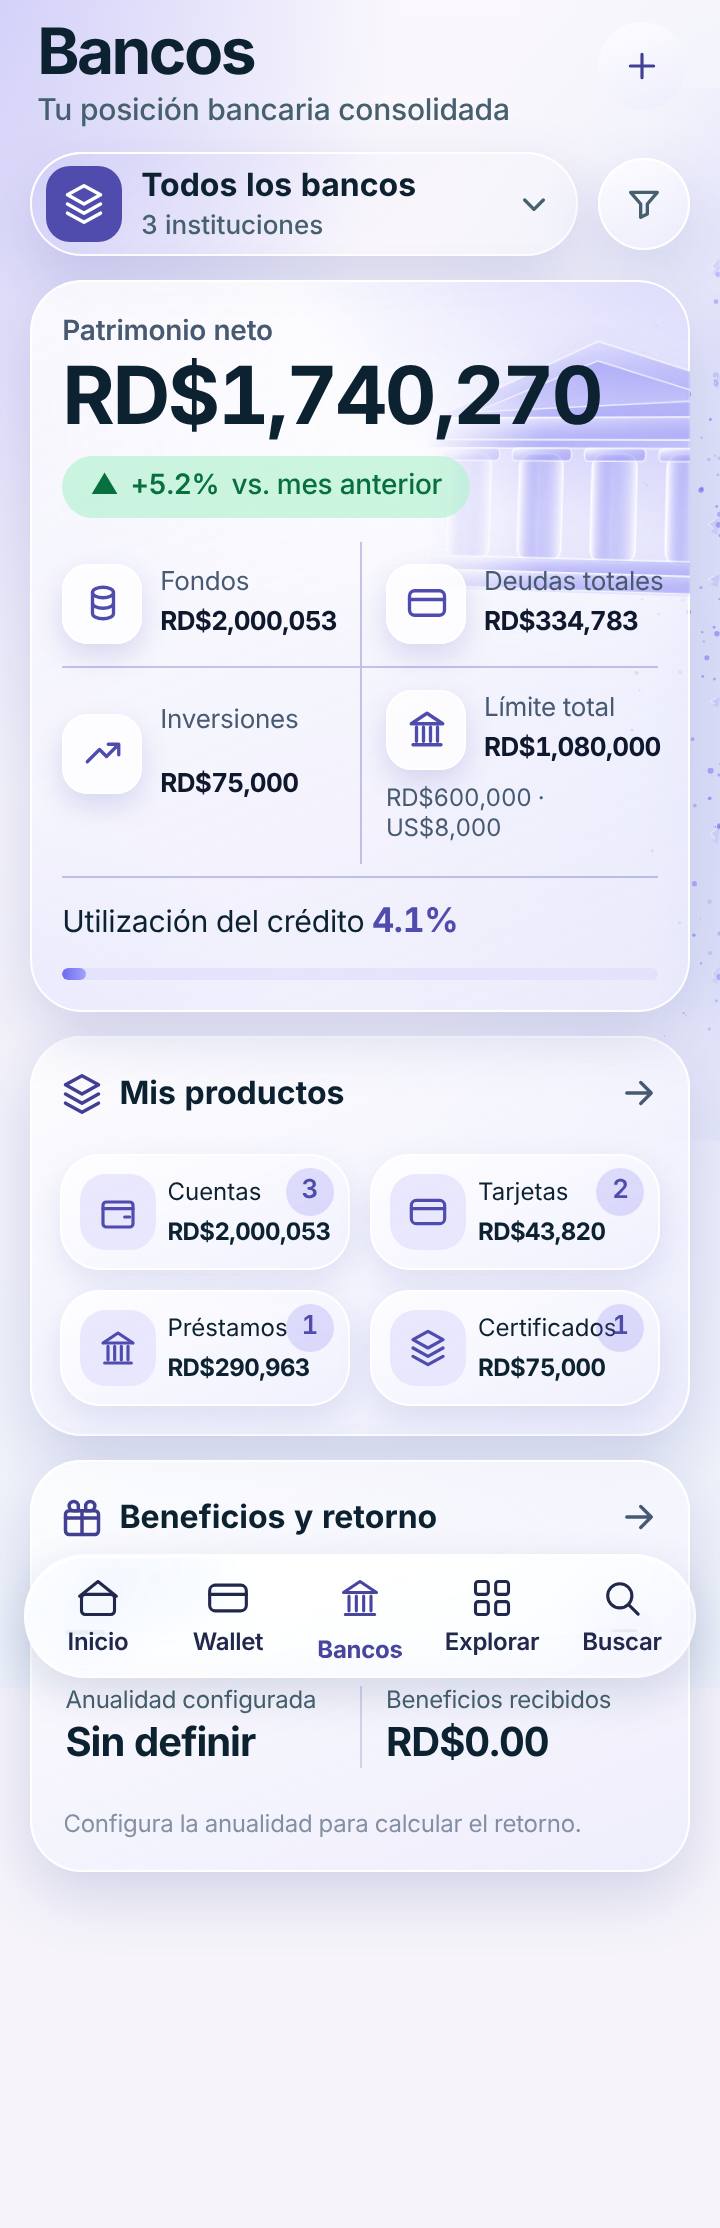 Bancos
Tu posición bancaria consolidada
Todos los bancos
3 instituciones
Patrimonio neto
RD$1,740,270
▲ +5.2% vs. mes anterior
Fondos
RD$2,000,053
Deudas totales
RD$334,783
Inversiones
RD$75,000
Límite total
RD$1,080,000
RD$600,000 ·
US$8,000
Utilización del crédito 4.1%
Mis productos
Cuentas 3
RD$2,000,053
Tarjetas 2
RD$43,820
Préstamos 1
RD$290,963
Certificados 1
RD$75,000
Beneficios y retorno
Inicio
Wallet
Bancos
Explorar
Buscar
Anualidad configurada
Sin definir
Beneficios recibidos
RD$0.00
Configura la anualidad para calcular el retorno.